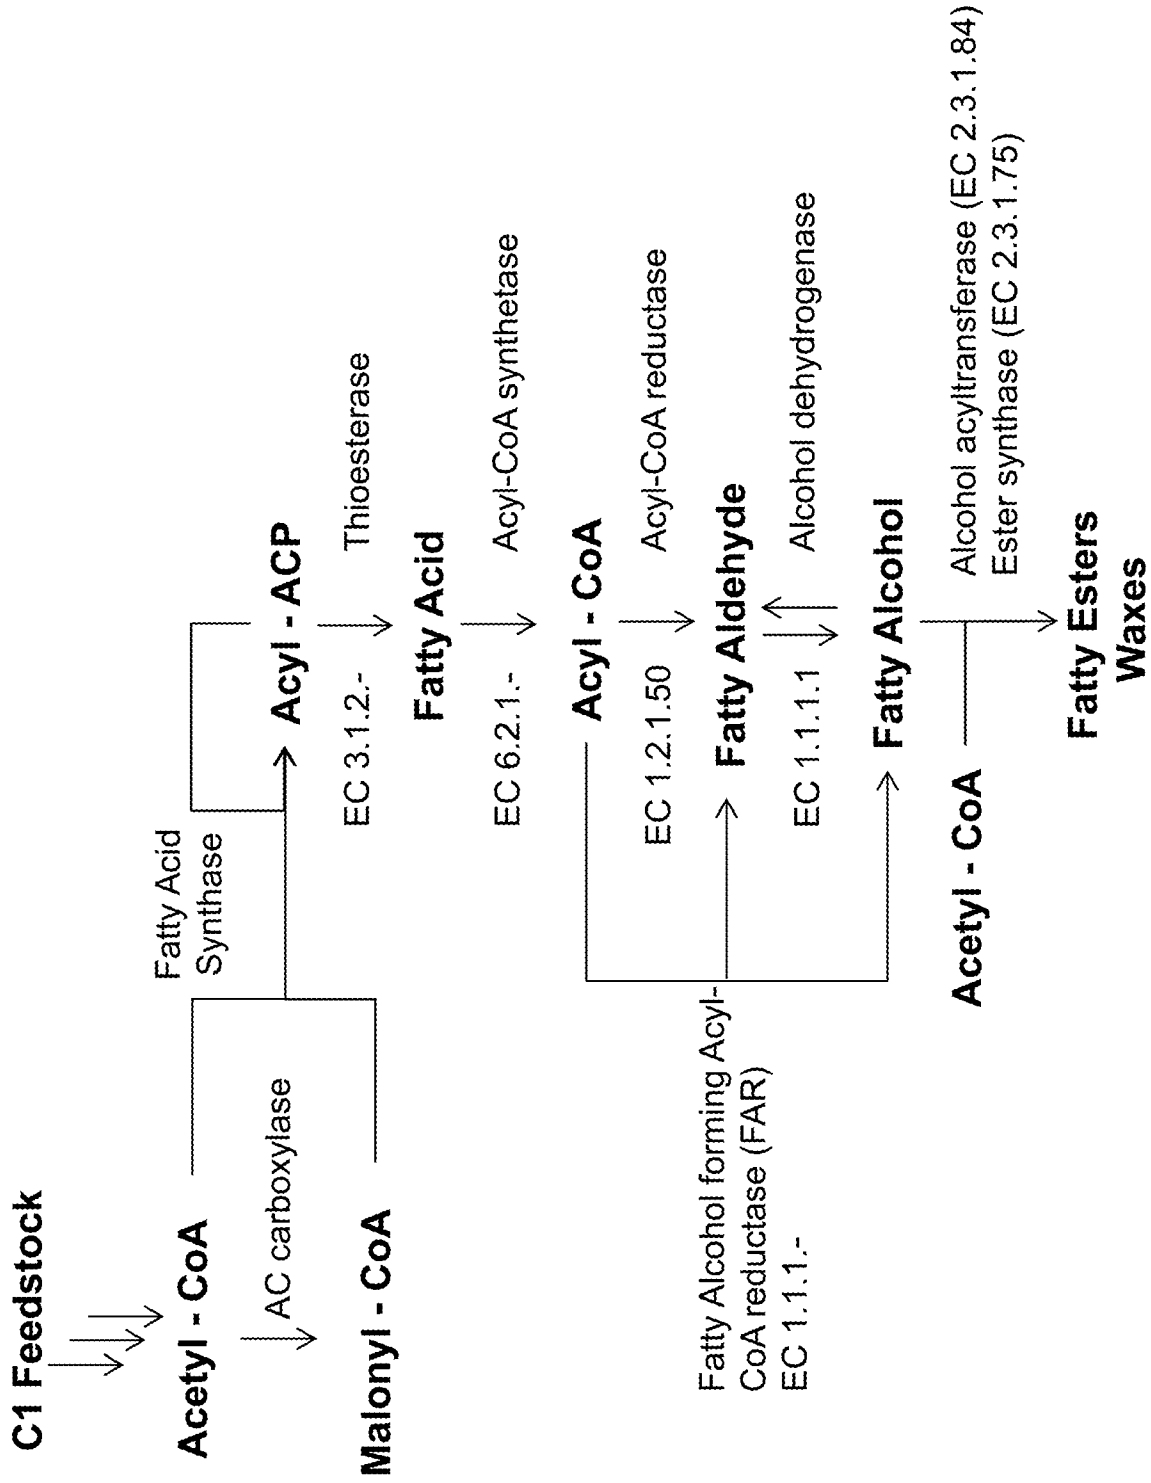 C1 Feedstock
Acetyl - CoA
AC carboxylase
Malonyl - CoA
Fatty Acid
Synthase
Acyl - ACP
EC 3.1.2.-
Thioesterase
Fatty Acid
EC 6.2.1.-
Acyl-CoA synthetase
Acyl - CoA
EC 1.2.1.50
Acyl-CoA reductase
Fatty Alcohol forming Acyl-
CoA reductase (FAR)
EC 1.1.1.-
Fatty Aldehyde
EC 1.1.1.1
Alcohol dehydrogenase
Fatty Alcohol
Acetyl - CoA
Alcohol acyltransferase (EC 2.3.1.84)
Ester synthase (EC 2.3.1.75)
Fatty Esters
Waxes